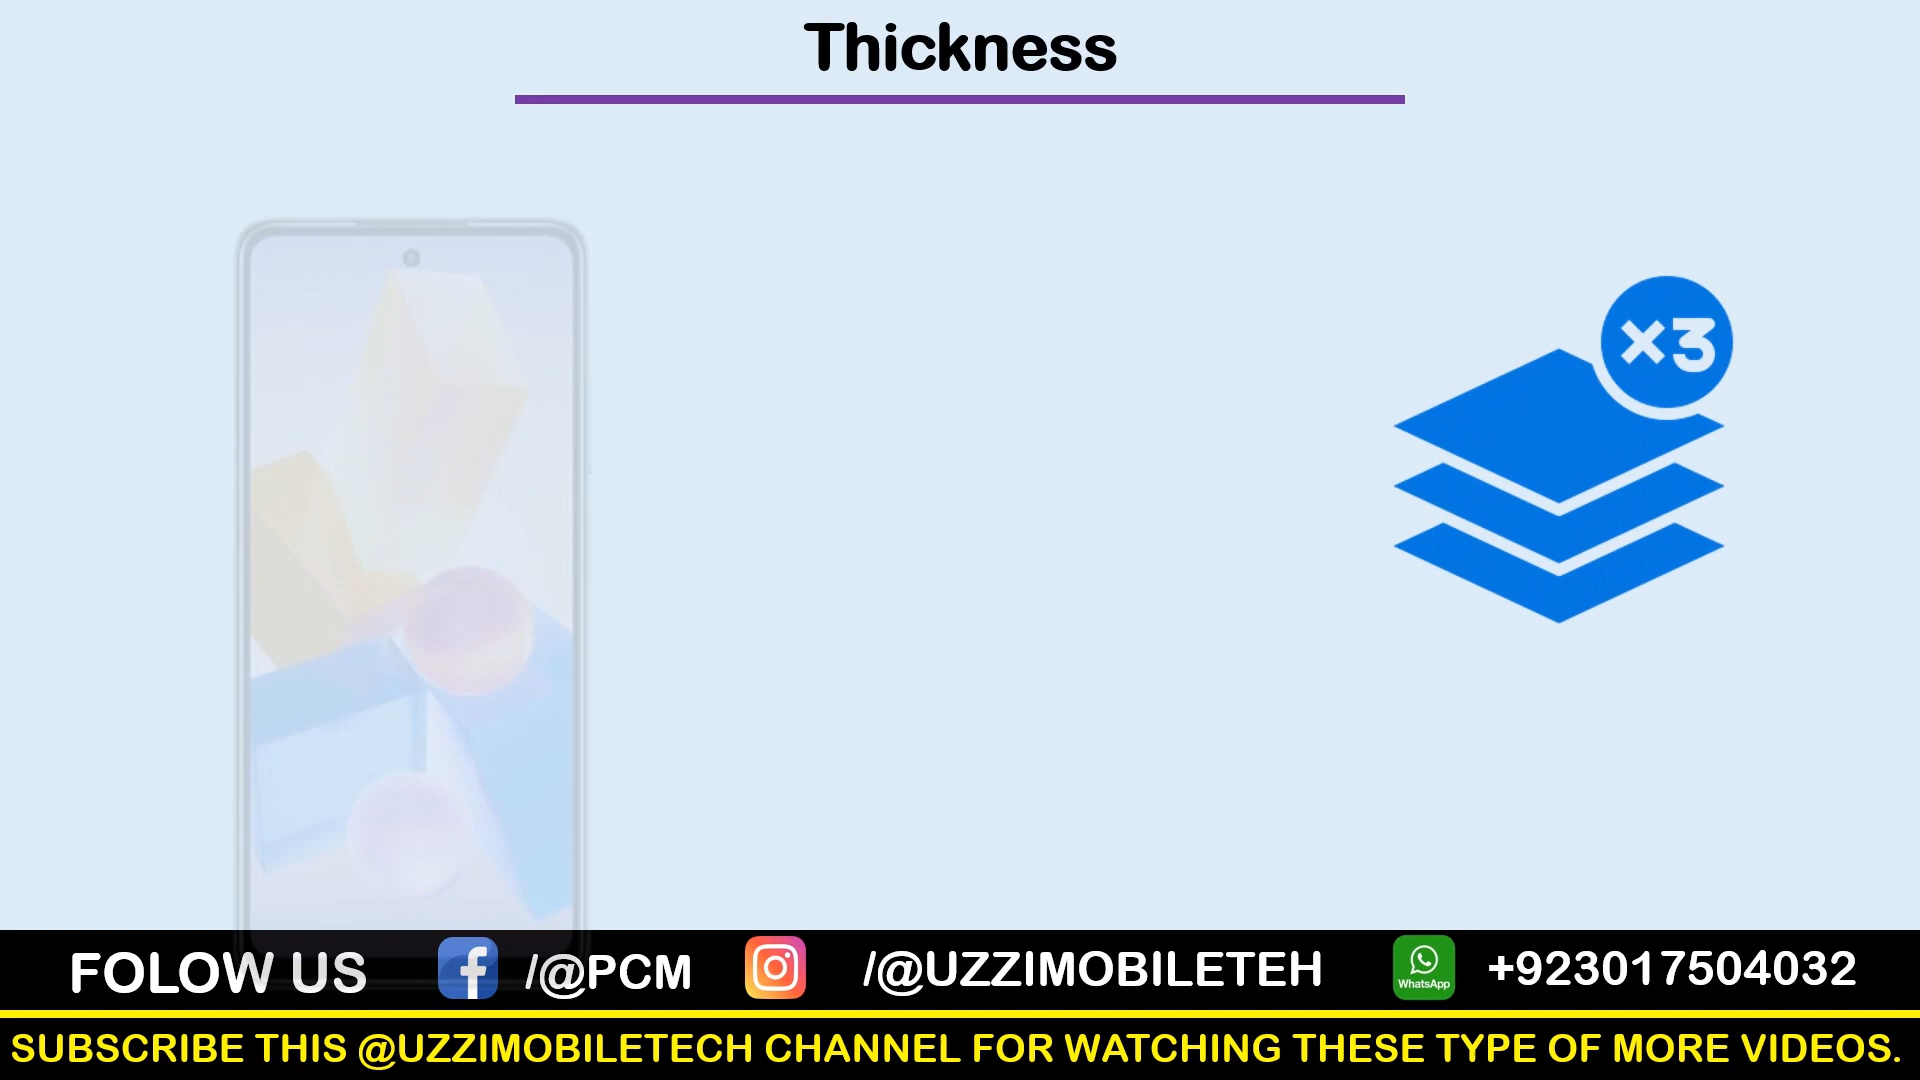 Thickness
×3
FOLOW US /@PCM /@UZZIMOBILETEH WhatsApp +923017504032
SUBSCRIBE THIS @UZZIMOBILETECH CHANNEL FOR WATCHING THESE TYPE OF MORE VIDEOS.